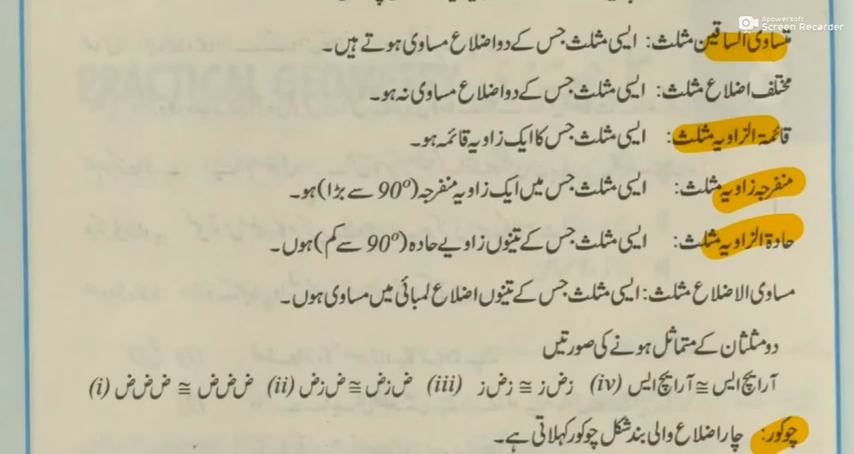 Apowersoft
Screen Recorder
متساوی الساقین مثلث: ایسی مثلث جس کے دو اضلاع مساوی ہوتے ہیں۔
مختلف اضلاع مثلث: ایسی مثلث جس کے دو اضلاع مساوی نہ ہو۔
قائمۃ الزاویہ مثلث: ایسی مثلث جس کا ایک زاویہ قائمہ ہو۔
منفرجہ زاویہ مثلث: ایسی مثلث جس میں ایک زاویہ منفرجہ (90° سے بڑا) ہو۔
حادۃ الزاویہ مثلث: ایسی مثلث جس کے تینوں زاویے حادہ (90° سے کم) ہوں۔
مساوی الاضلاع مثلث: ایسی مثلث جس کے تینوں اضلاع لمبائی میں مساوی ہوں۔
دو مثلثان کے متماثل ہونے کی صورتیں
(i) ض ض ض ≅ ض ض ض (ii) ض ز ض ≅ ض ز ض (iii) ز ض ز ≅ ز ض ز (iv) آر ایچ ایس ≅ آر ایچ ایس
چوکور: چار اضلاع والی بند شکل چوکور کہلاتی ہے۔